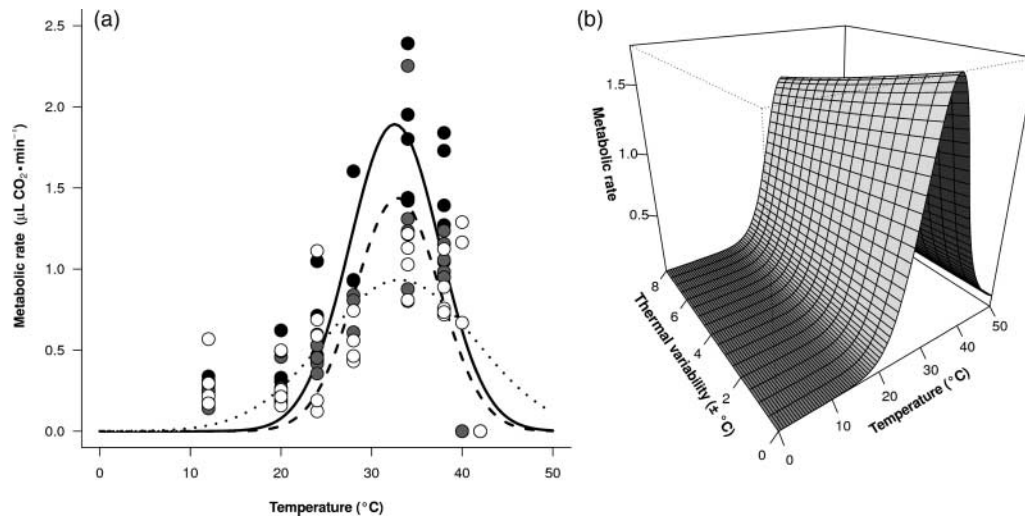 (a)
2.5
2.0
1.5
1.0
0.5
0.0
Metabolic rate (µL CO₂•min⁻¹)
0 10 20 30 40 50
Temperature (°C)
(b)
1.5
1.0
0.5
Metabolic rate
8
6
4
2
0
Thermal variability (± °C)
0
10
20
30
40
50
Temperature (°C)